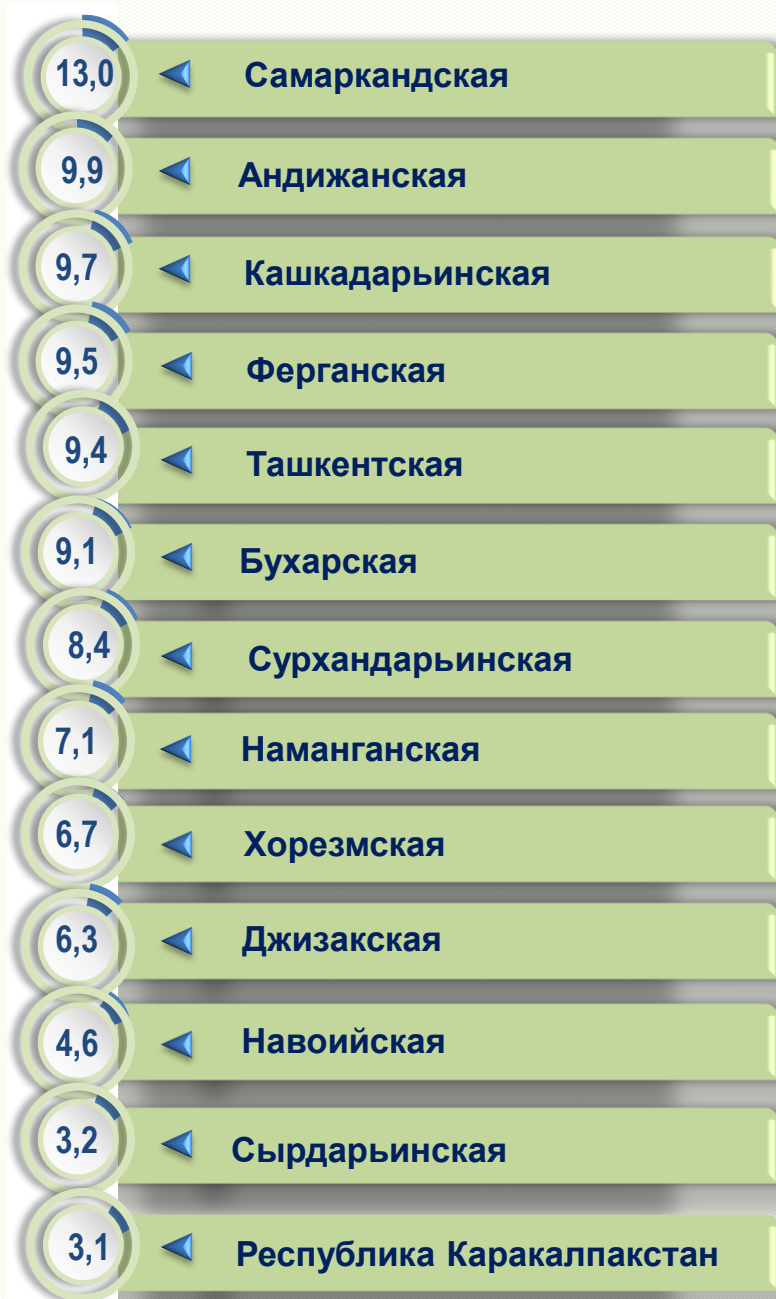 13,0 Самаркандская
9,9 Андижанская
9,7 Кашкадарьинская
9,5 Ферганская
9,4 Ташкентская
9,1 Бухарская
8,4 Сурхандарьинская
7,1 Наманганская
6,7 Хорезмская
6,3 Джизакская
4,6 Навоийская
3,2 Сырдарьинская
3,1 Республика Каракалпакстан